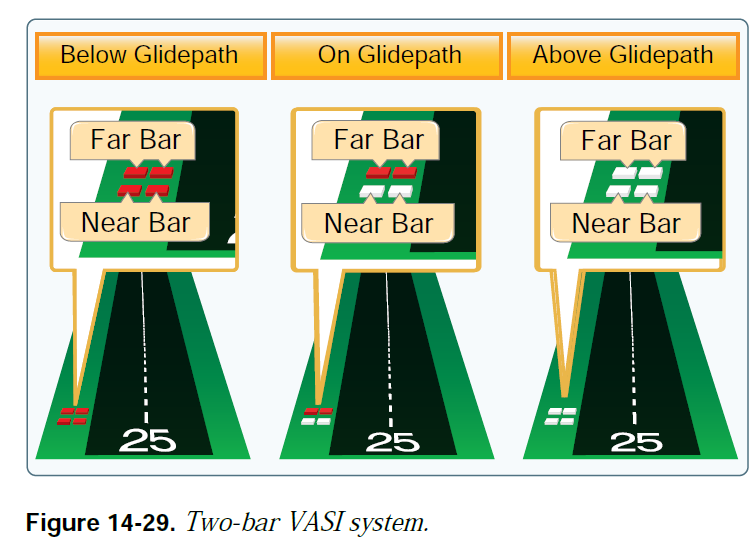 Below Glidepath
On Glidepath
Above Glidepath
Far Bar
Near Bar
25
Far Bar
Near Bar
25
Far Bar
Near Bar
25
Figure 14-29. Two-bar VASI system.